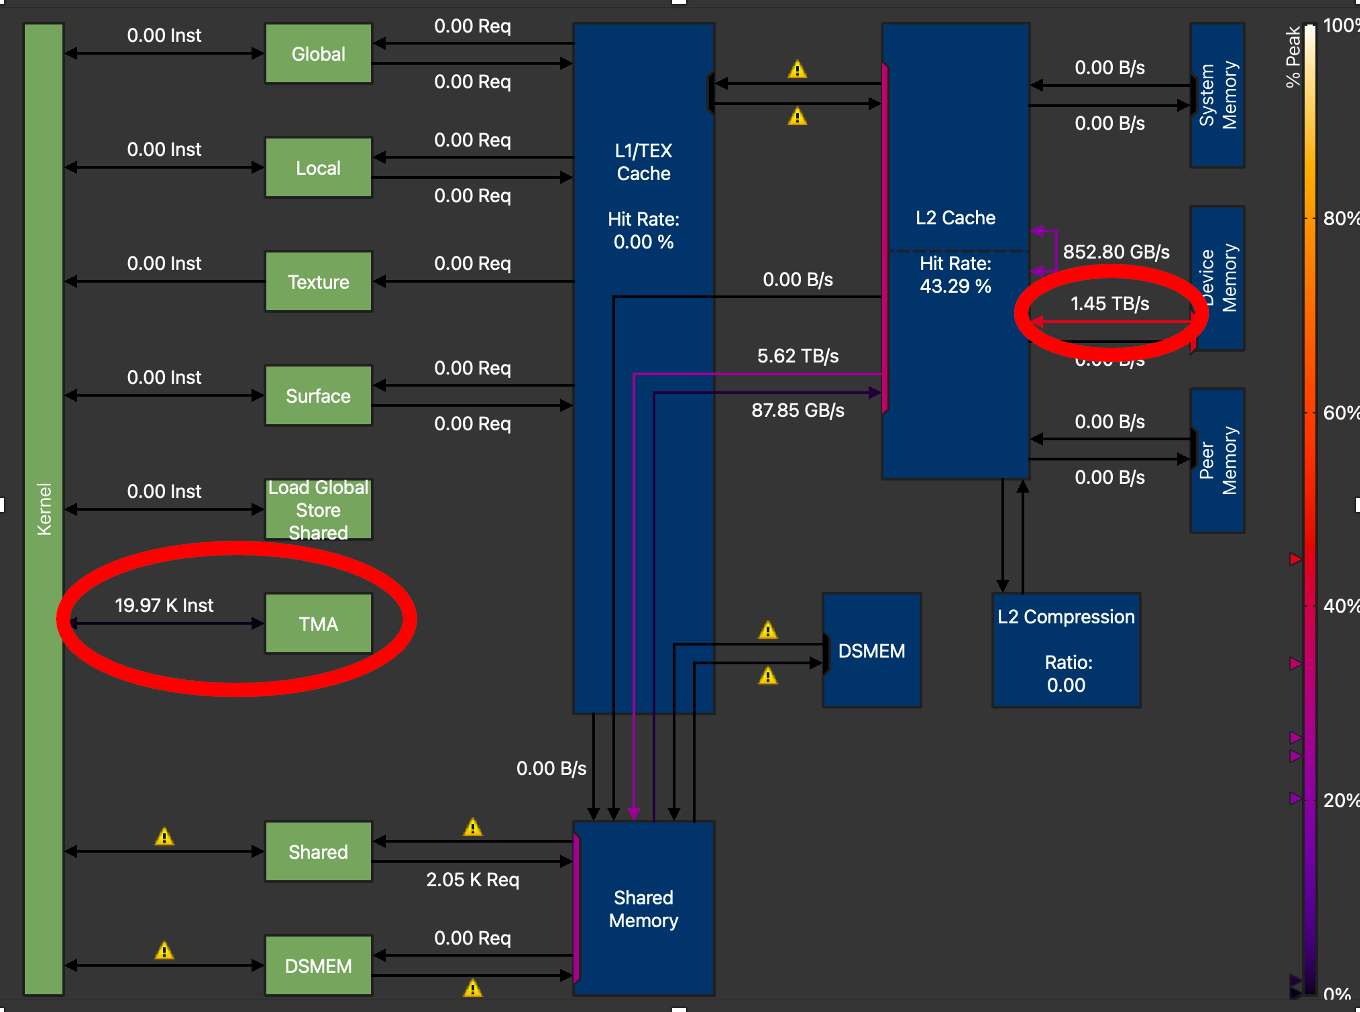 0.00 Inst
Global
0.00 Req
0.00 Req
0.00 Inst
Local
0.00 Req
0.00 Req
0.00 Inst
Texture
0.00 Req
0.00 Inst
Surface
0.00 Req
0.00 Req
0.00 Inst
Load Global
Store
Shared
Kernel
19.97 K Inst
TMA
Shared
2.05 K Req
DSMEM
0.00 Req
L1/TEX
Cache
Hit Rate:
0.00 %
0.00 B/s
5.62 TB/s
87.85 GB/s
0.00 B/s
Shared
Memory
DSMEM
L2 Cache
Hit Rate:
43.29 %
0.00 B/s
0.00 B/s
System
Memory
852.80 GB/s
1.45 TB/s
0.00 B/s
Device
Memory
0.00 B/s
0.00 B/s
Peer
Memory
L2 Compression
Ratio:
0.00
% Peak
100%
80%
60%
40%
20%
0%